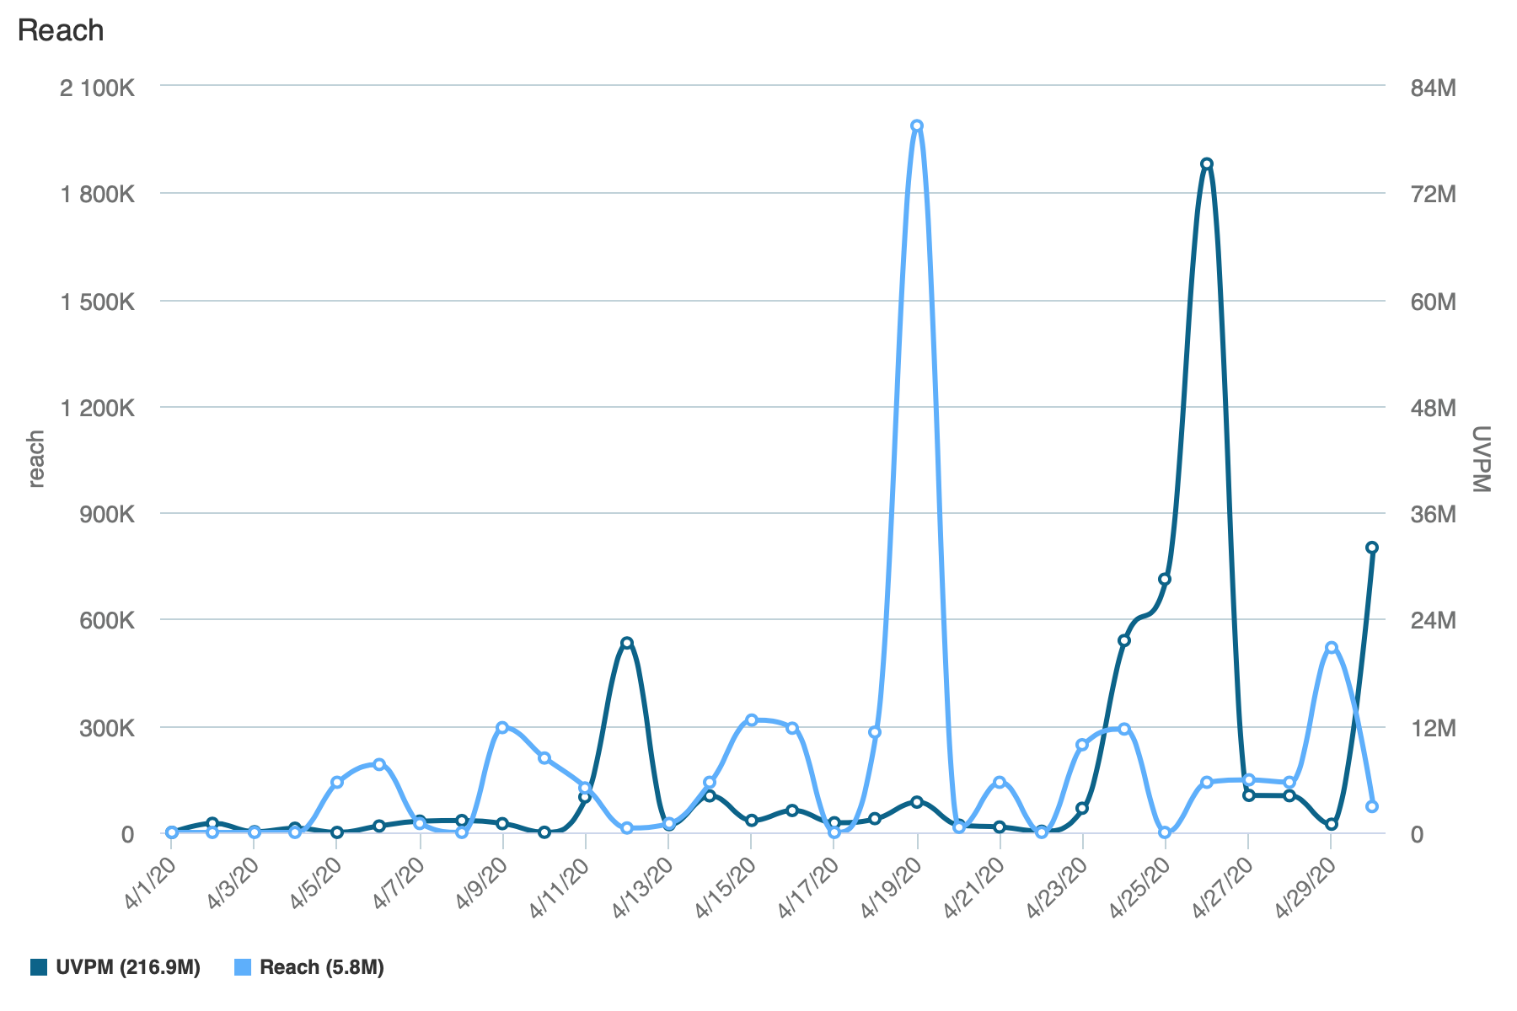 Reach
2 100K
84M
1 800K
72M
1 500K
60M
1 200K
48M
reach
UVPM
900K
36M
600K
24M
300K
12M
0
0
4/1/20
4/3/20
4/5/20
4/7/20
4/9/20
4/11/20
4/13/20
4/15/20
4/17/20
4/19/20
4/21/20
4/23/20
4/25/20
4/27/20
4/29/20
UVPM (216.9M)
Reach (5.8M)